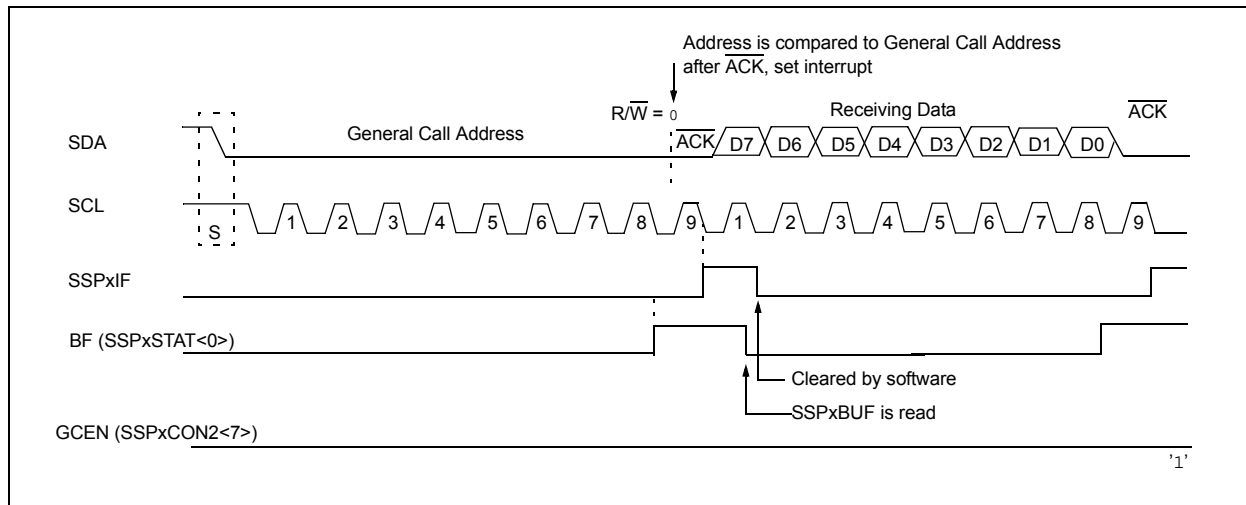 Address is compared to General Call Address
after ACK, set interrupt
R/W = 0
Receiving Data
ACK
SDA
General Call Address
ACK
D7 D6 D5 D4 D3 D2 D1 D0
SCL
S
1 2 3 4 5 6 7 8 9 1 2 3 4 5 6 7 8 9
SSPxIF
BF (SSPxSTAT<0>)
Cleared by software
SSPxBUF is read
GCEN (SSPxCON2<7>)
'1'